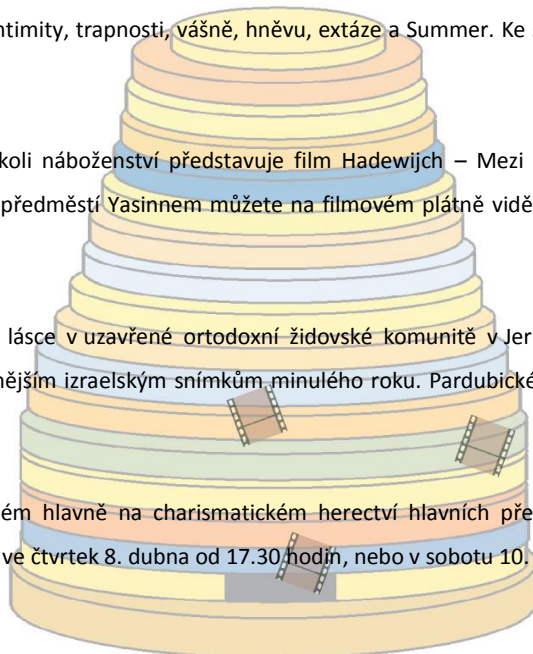 ntimity, trapnosti, vášně, hněvu, extáze a Summer. Ke
koli náboženství představuje film Hadewijch – Mezi
předměstí Yasinnem můžete na filmovém plátně vidě
lásce v uzavřené ortodoxní židovské komunitě v Jer
nějším izraelským snímkům minulého roku. Pardubické
ém hlavně na charismatickém herectví hlavních pře
ve čtvrtek 8. dubna od 17.30 hodin, nebo v sobotu 10.